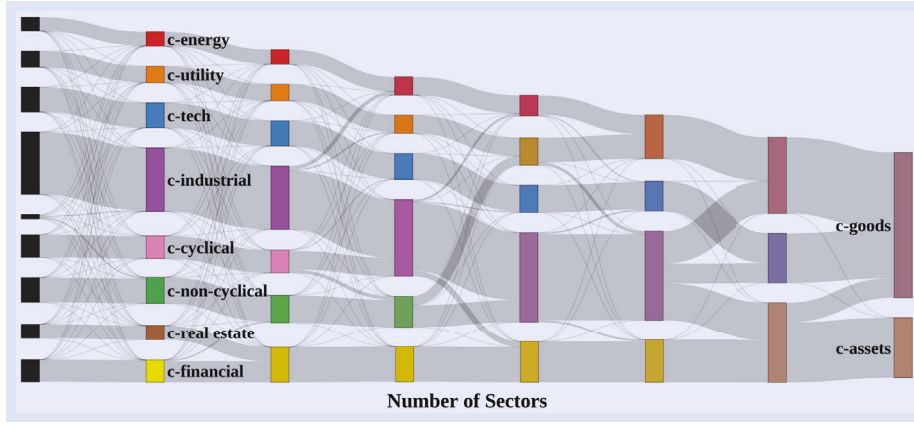 c-energy
c-utility
c-tech
c-industrial
c-cyclical
c-non-cyclical
c-real estate
c-financial
c-goods
c-assets
Number of Sectors